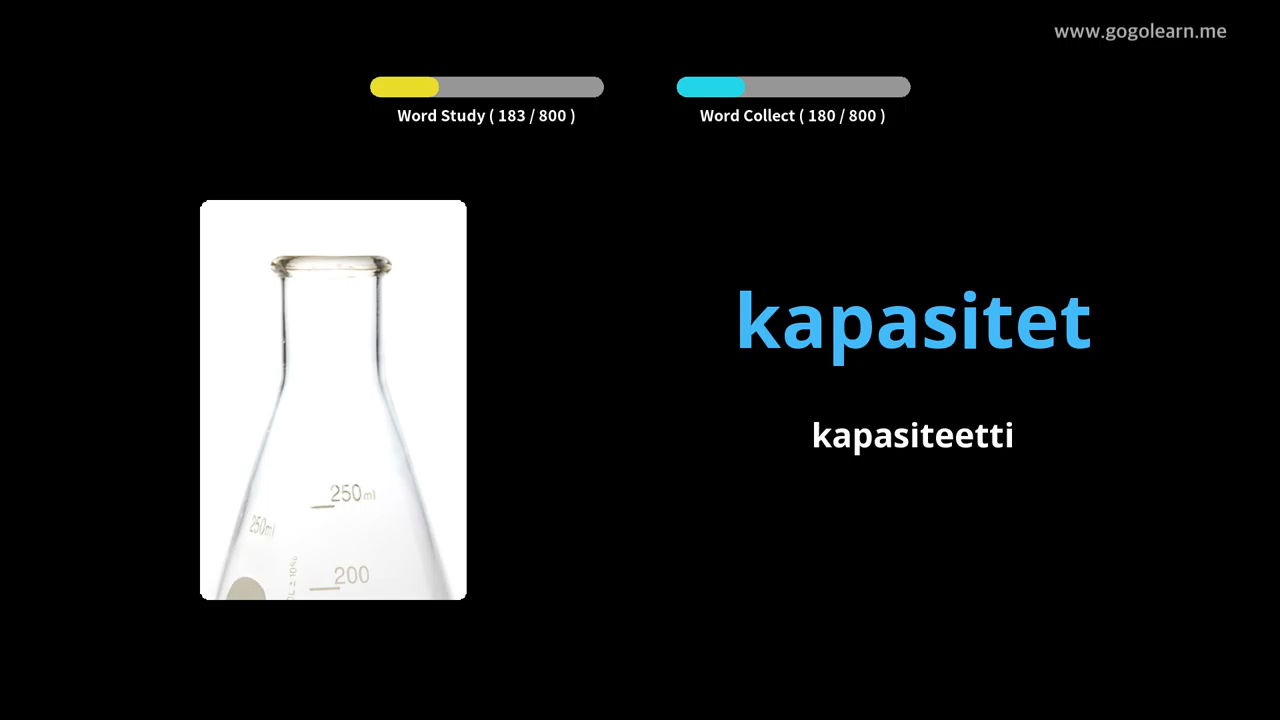 www.gogolearn.me
Word Study ( 183 / 800 )
Word Collect ( 180 / 800 )
kapasitet
kapasiteetti
250ml
250ml
200